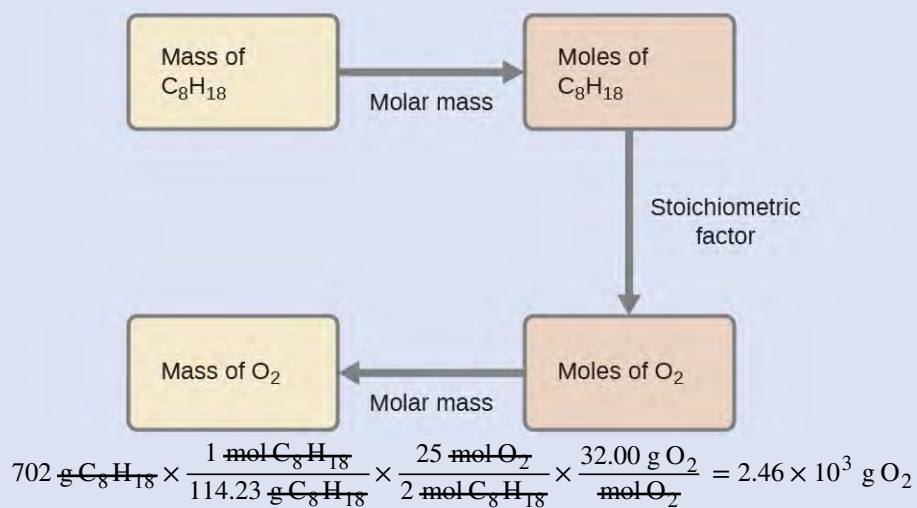 Mass of
C₈H₁₈
Molar mass
Moles of
C₈H₁₈
Stoichiometric
factor
Mass of O₂
Molar mass
Moles of O₂
702 g C₈H₁₈ × 1 mol C₈H₁₈ / 114.23 g C₈H₁₈ × 25 mol O₂ / 2 mol C₈H₁₈ × 32.00 g O₂ / mol O₂ = 2.46 × 10³ g O₂